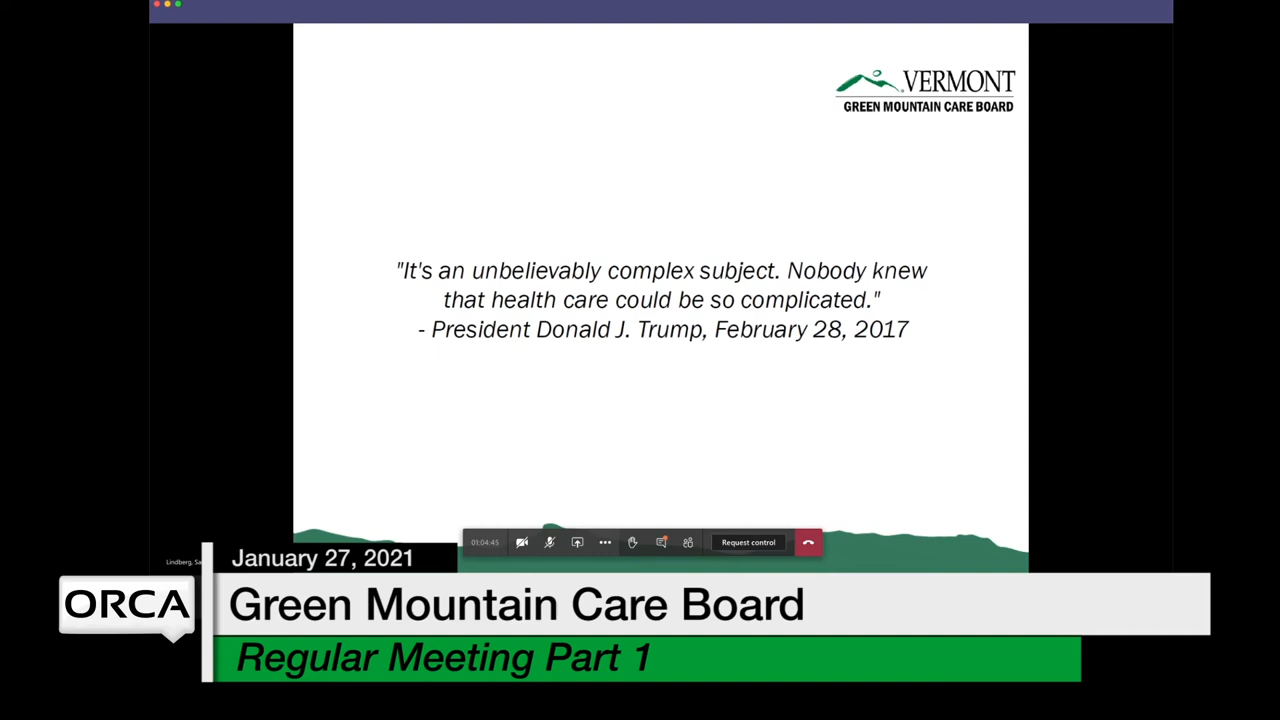 VERMONT
GREEN MOUNTAIN CARE BOARD
"It's an unbelievably complex subject. Nobody knew
that health care could be so complicated."
- President Donald J. Trump, February 28, 2017
01:04:45
Request control
Lindberg,
January 27, 2021
ORCA
Green Mountain Care Board
Regular Meeting Part 1